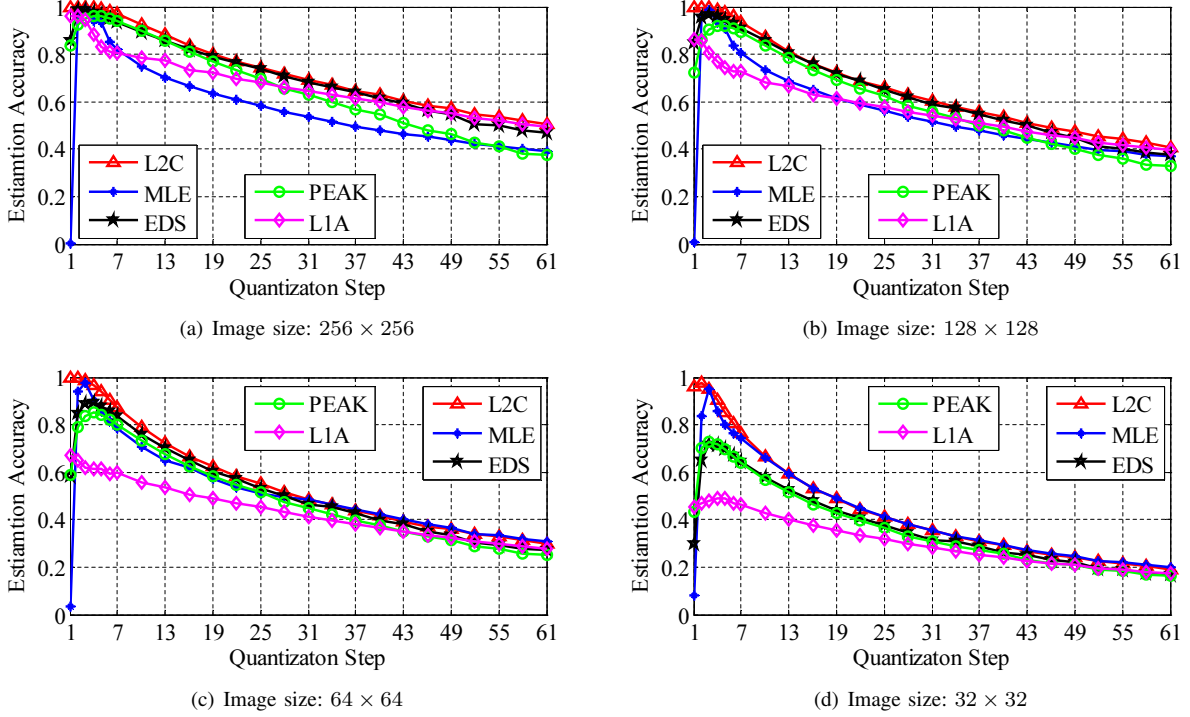 1
0.8
0.6
0.4
0.2
0
Estiamtion Accuracy
L2C
MLE
EDS
PEAK
L1A
1 7 13 19 25 31 37 43 49 55 61
Quantizaton Step
(a) Image size: 256 × 256
1
0.8
0.6
0.4
0.2
0
Estiamtion Accuracy
L2C
MLE
EDS
PEAK
L1A
1 7 13 19 25 31 37 43 49 55 61
Quantizaton Step
(b) Image size: 128 × 128
1
0.8
0.6
0.4
0.2
0
Estiamtion Accuracy
PEAK
L1A
L2C
MLE
EDS
1 7 13 19 25 31 37 43 49 55 61
Quantizaton Step
(c) Image size: 64 × 64
1
0.8
0.6
0.4
0.2
0
Estiamtion Accuracy
PEAK
L1A
L2C
MLE
EDS
1 7 13 19 25 31 37 43 49 55 61
Quantizaton Step
(d) Image size: 32 × 32